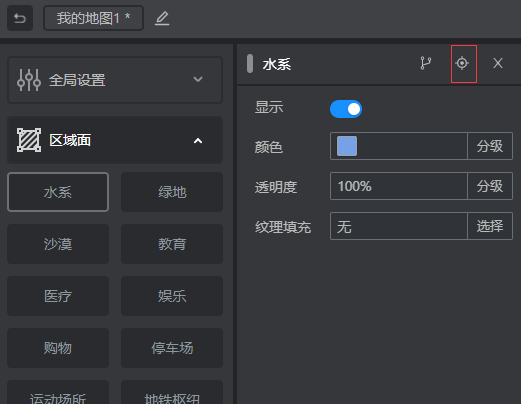 我的地图1 *
全局设置
区域面
水系
绿地
沙漠
教育
医疗
娱乐
购物
停车场
运动场所
地铁枢纽
水系
显示
颜色
分级
透明度
100%
分级
纹理填充
无
选择